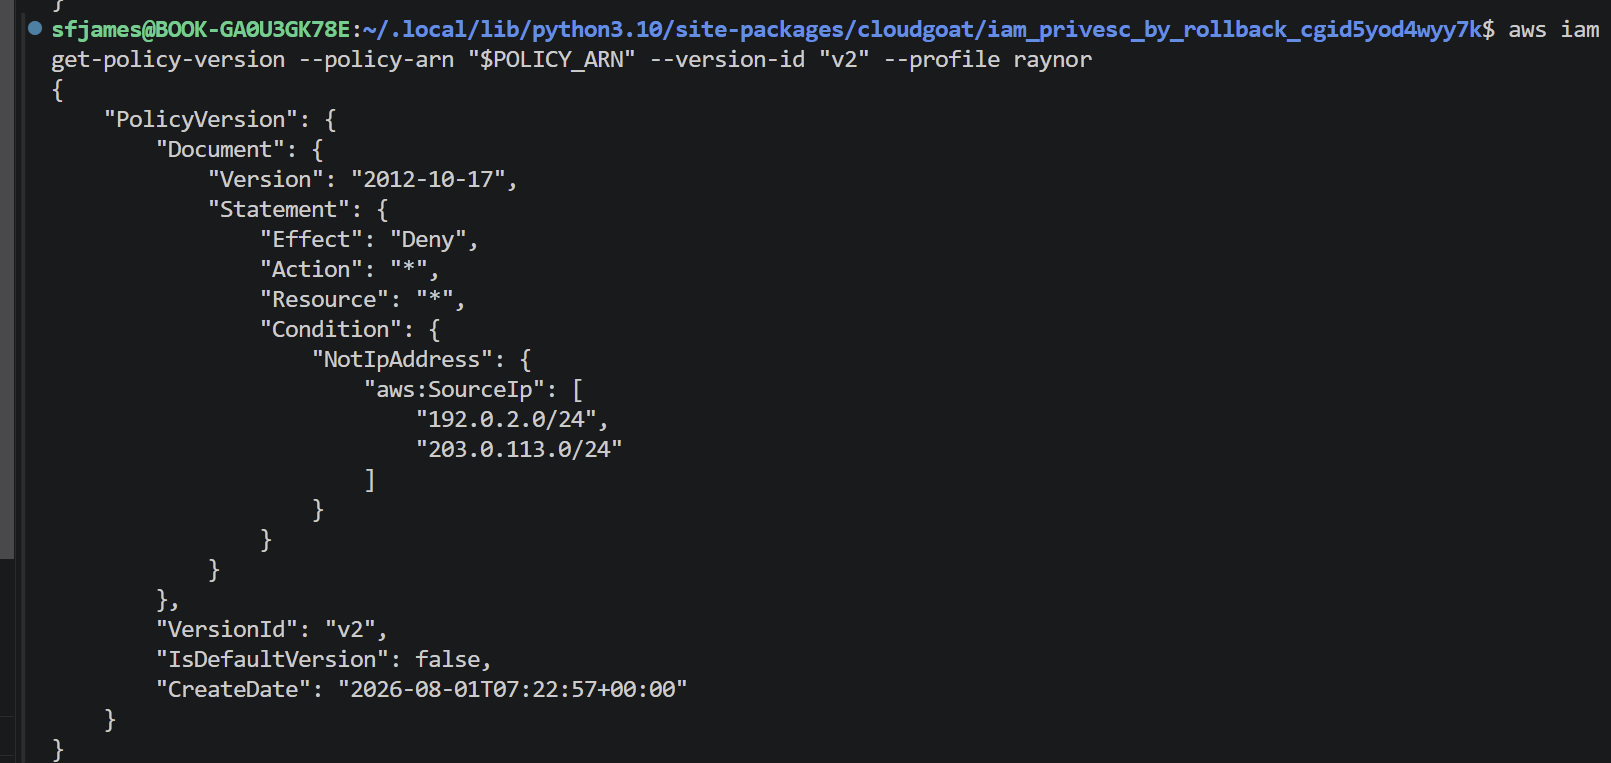 }
sfjames@BOOK-GA0U3GK78E:~/.local/lib/python3.10/site-packages/cloudgoat/iam_privesc_by_rollback_cgid5yod4wyy7k$ aws iam
get-policy-version --policy-arn "$POLICY_ARN" --version-id "v2" --profile raynor
{
    "PolicyVersion": {
        "Document": {
            "Version": "2012-10-17",
            "Statement": {
                "Effect": "Deny",
                "Action": "*",
                "Resource": "*",
                "Condition": {
                    "NotIpAddress": {
                        "aws:SourceIp": [
                            "192.0.2.0/24",
                            "203.0.113.0/24"
                        ]
                    }
                }
            }
        },
        "VersionId": "v2",
        "IsDefaultVersion": false,
        "CreateDate": "2026-08-01T07:22:57+00:00"
    }
}